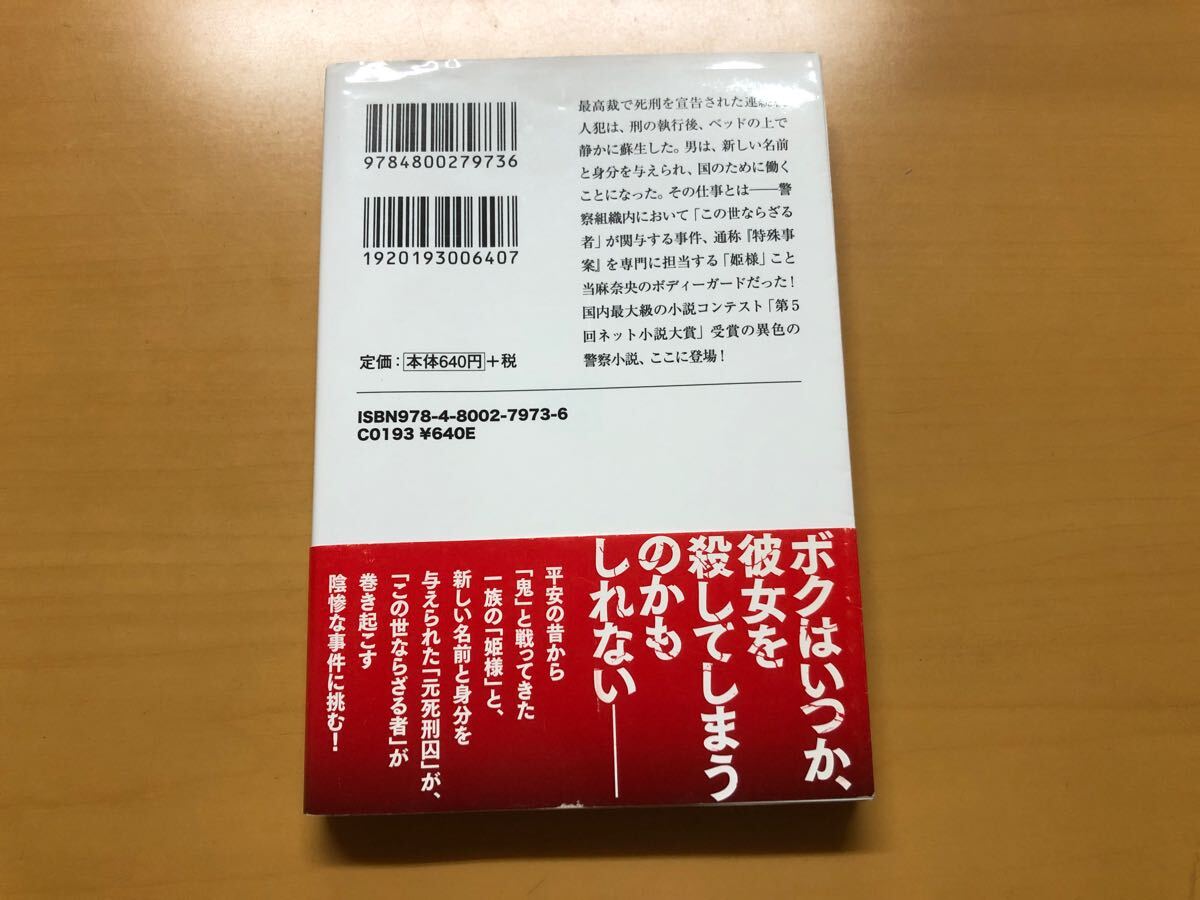 9784800279736
1920193006407
定価：本体640円＋税
ISBN978-4-8002-7973-6
C0193 ¥640E
最高裁で死刑を宣告された連続
人犯は、刑の執行後、ベッドの上で
静かに蘇生した。男は、新しい名前
と身分を与えられ、国のために働く
ことになった。その仕事とは――警
察組織内において「この世ならざる
者」が関与する事件、通称『特殊事
案』を専門に担当する「姫様」こと
当麻奈央のボディーガードだった！
国内最大級の小説コンテスト「第5
回ネット小説大賞」受賞の異色の
警察小説、ここに登場！
ボクはいつか、
彼女を
殺してしまう
のかも
しれない――
平安の昔から
「鬼」と戦ってきた
一族の「姫様」と、
新しい名前と身分を
与えられた「元死刑囚」が、
「この世ならざる者」が
巻き起こす
陰惨な事件に挑む！